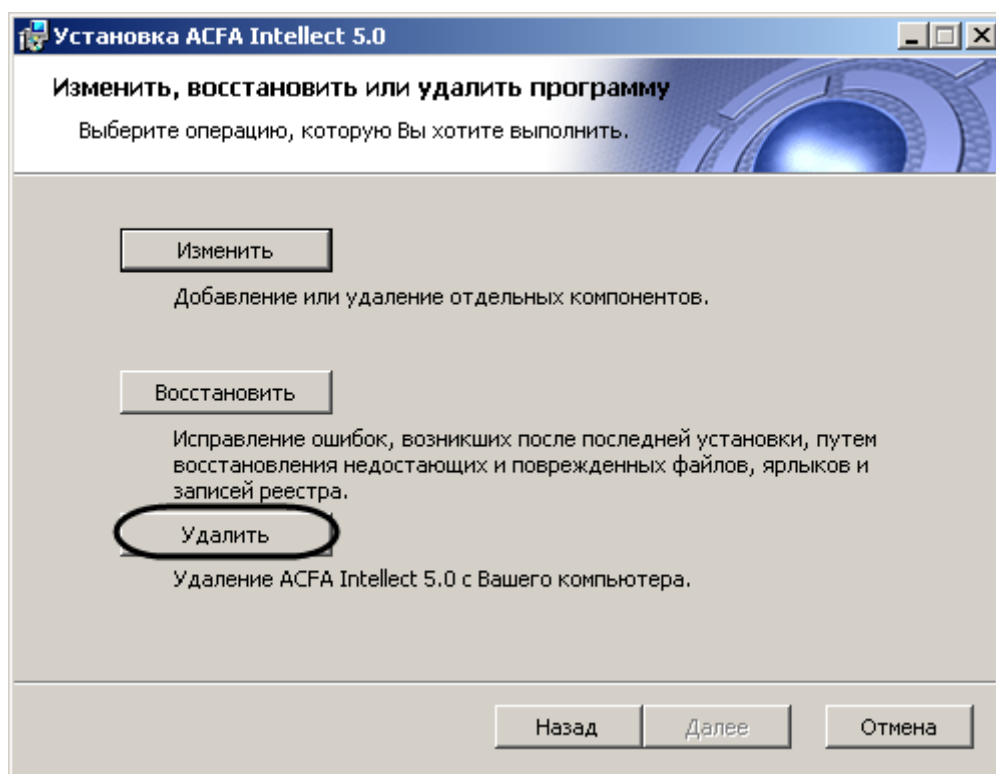 Установка ACFA Intellect 5.0
Изменить, восстановить или удалить программу
Выберите операцию, которую Вы хотите выполнить.
Изменить
Добавление или удаление отдельных компонентов.
Восстановить
Исправление ошибок, возникших после последней установки, путем
восстановления недостающих и поврежденных файлов, ярлыков и
записей реестра.
Удалить
Удаление ACFA Intellect 5.0 с Вашего компьютера.
Назад
Далее
Отмена